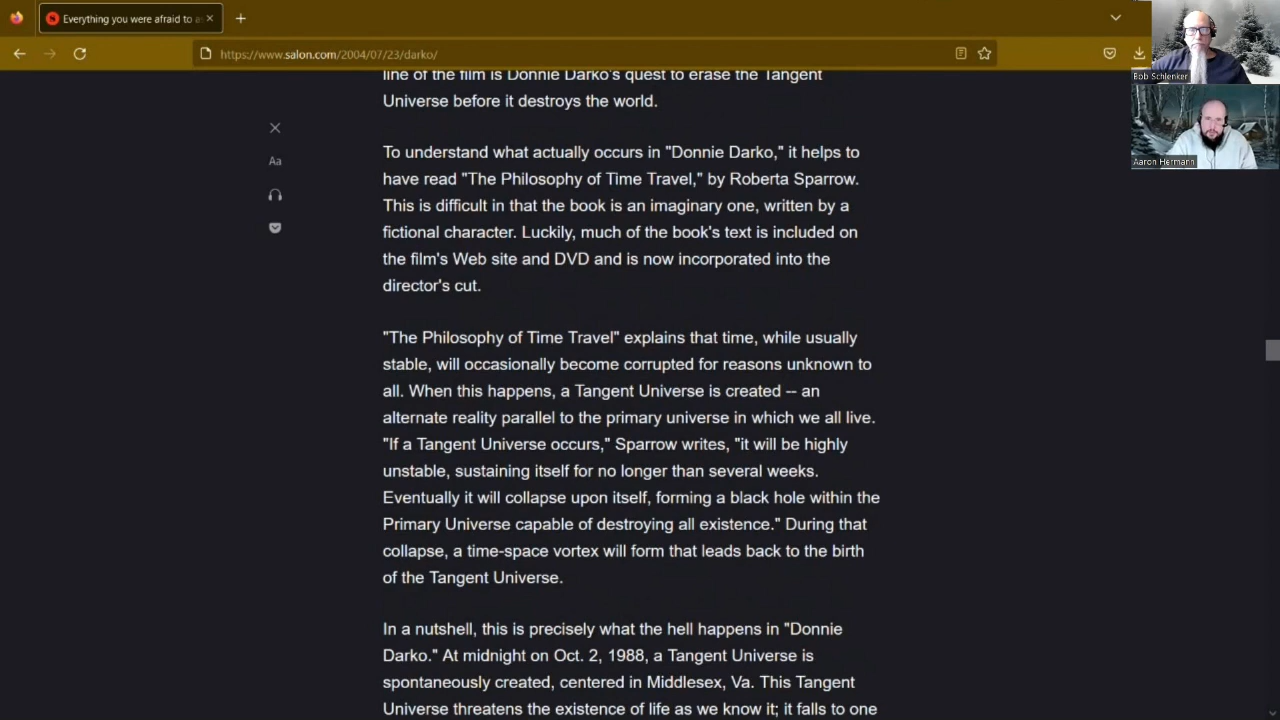 Everything you were afraid to a
https://www.salon.com/2004/07/23/darko/
Bob Schlenker
Aaron Hermann
Aa
line of the film is Donnie Darko's quest to erase the Tangent
Universe before it destroys the world.
To understand what actually occurs in "Donnie Darko," it helps to
have read "The Philosophy of Time Travel," by Roberta Sparrow.
This is difficult in that the book is an imaginary one, written by a
fictional character. Luckily, much of the book's text is included on
the film's Web site and DVD and is now incorporated into the
director's cut.
"The Philosophy of Time Travel" explains that time, while usually
stable, will occasionally become corrupted for reasons unknown to
all. When this happens, a Tangent Universe is created -- an
alternate reality parallel to the primary universe in which we all live.
"If a Tangent Universe occurs," Sparrow writes, "it will be highly
unstable, sustaining itself for no longer than several weeks.
Eventually it will collapse upon itself, forming a black hole within the
Primary Universe capable of destroying all existence." During that
collapse, a time-space vortex will form that leads back to the birth
of the Tangent Universe.
In a nutshell, this is precisely what the hell happens in "Donnie
Darko." At midnight on Oct. 2, 1988, a Tangent Universe is
spontaneously created, centered in Middlesex, Va. This Tangent
Universe threatens the existence of life as we know it; it falls to one